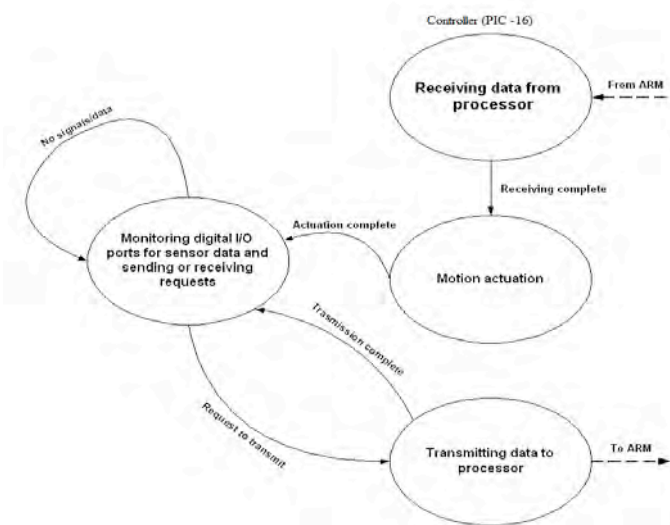 Controller (PIC -16)
Receiving data from
processor
From ARM
No signals/data
Receiving complete
Actuation complete
Monitoring digital I/O
ports for sensor data and
sending or receiving
requests
Motion actuation
Trasmission complete
Request to transmit
Transmitting data to
processor
To ARM